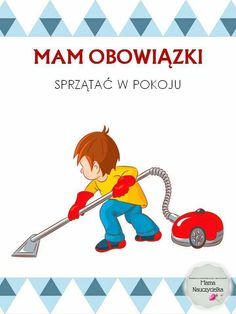 MAM OBOWIĄZKI
SPRZĄTAĆ W POKOJU
Mama
Nauczycielka